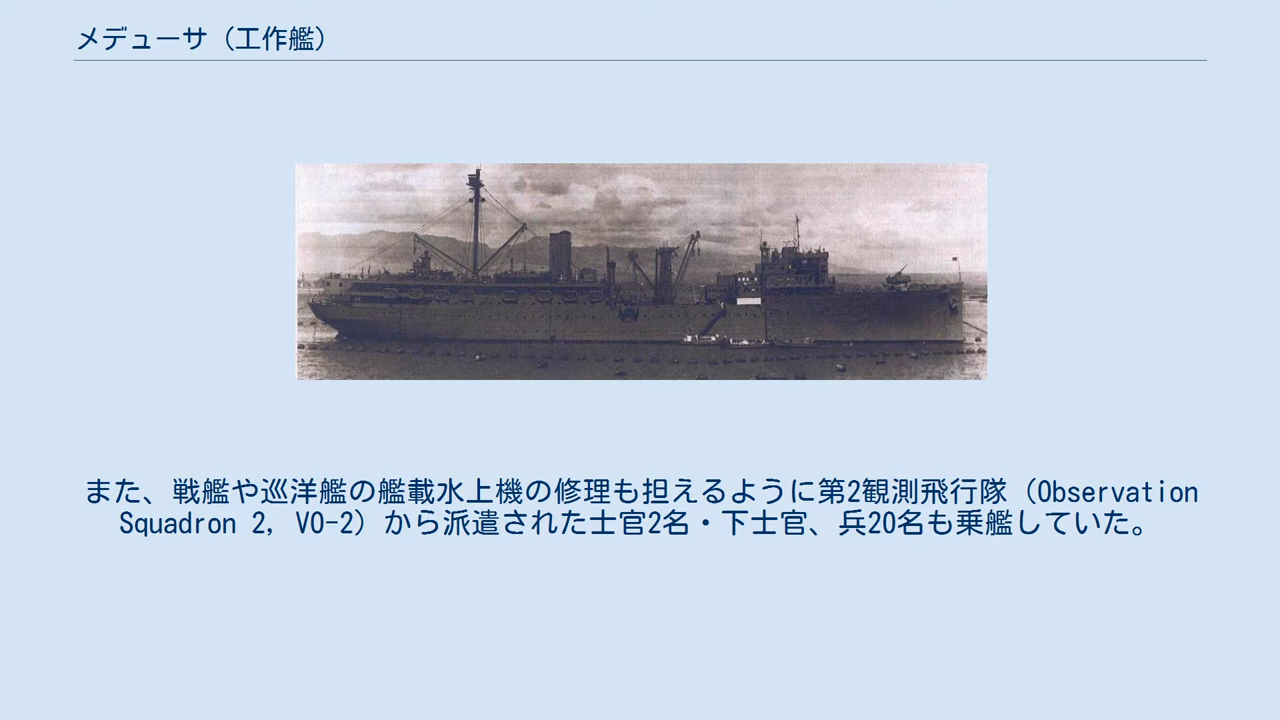 メデューサ（工作艦）
また、戦艦や巡洋艦の艦載水上機の修理も担えるように第2観測飛行隊（Observation
Squadron 2, VO-2）から派遣された士官2名・下士官、兵20名も乗艦していた。